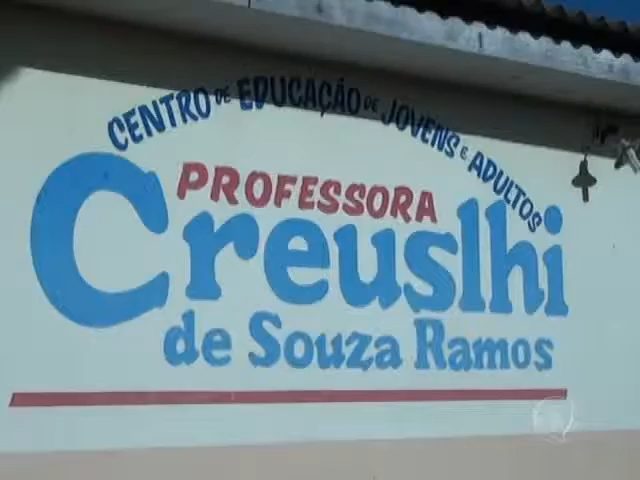 CENTRO DE EDUCAÇÃO DE JOVENS E ADULTOS
PROFESSORA
Creuslhi
de Souza Ramos